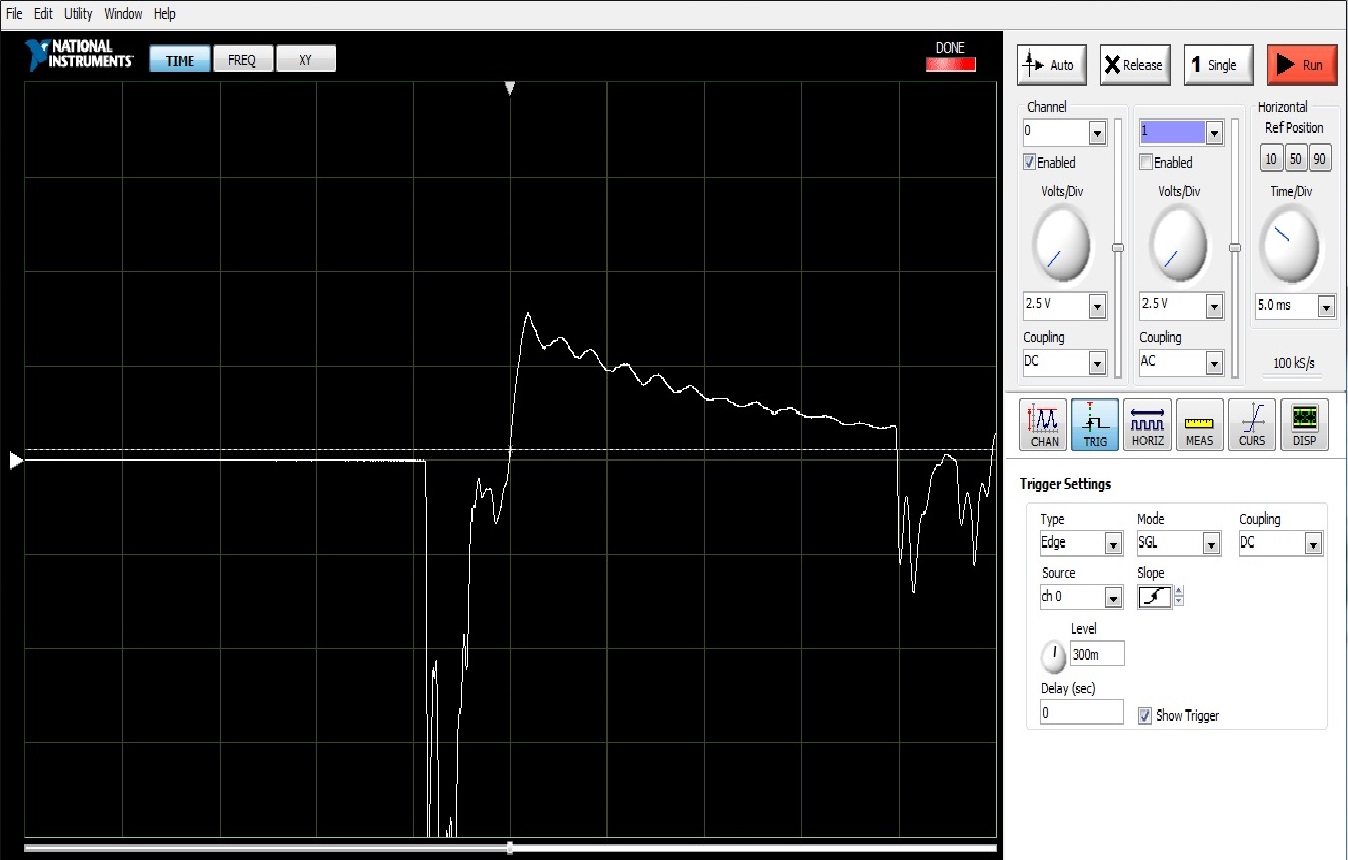 File Edit Utility Window Help
NATIONAL
INSTRUMENTS
TIME FREQ XY
DONE
Auto Release 1 Single Run
Channel
0
Enabled
Volts/Div
2.5 V
Coupling
DC
1
Enabled
Volts/Div
2.5 V
Coupling
AC
Horizontal
Ref Position
10 50 90
Time/Div
5.0 ms
100 kS/s
CHAN TRIG HORIZ MEAS CURS DISP
Trigger Settings
Type Mode Coupling
Edge SGL DC
Source Slope
ch 0
Level
300m
Delay (sec)
0
Show Trigger